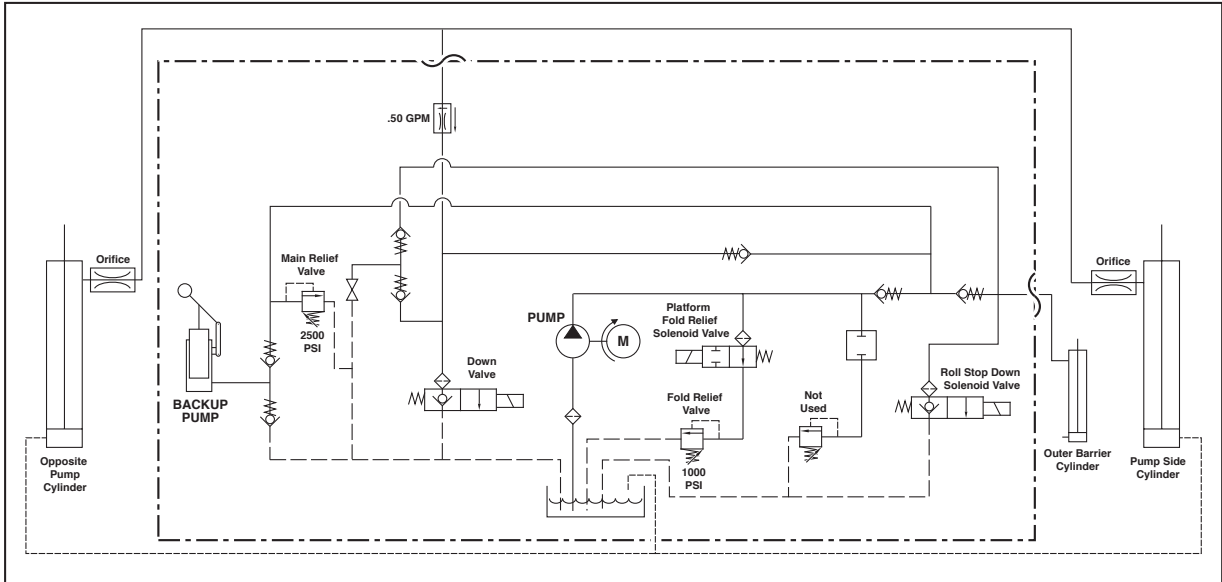 .50 GPM
Orifice
Main Relief
Valve
2500
PSI
BACKUP
PUMP
Opposite
Pump
Cylinder
Down
Valve
PUMP
M
Platform
Fold Relief
Solenoid Valve
Fold Relief
Valve
1000
PSI
Not
Used
Roll Stop Down
Solenoid Valve
Orifice
Outer Barrier
Cylinder
Pump Side
Cylinder